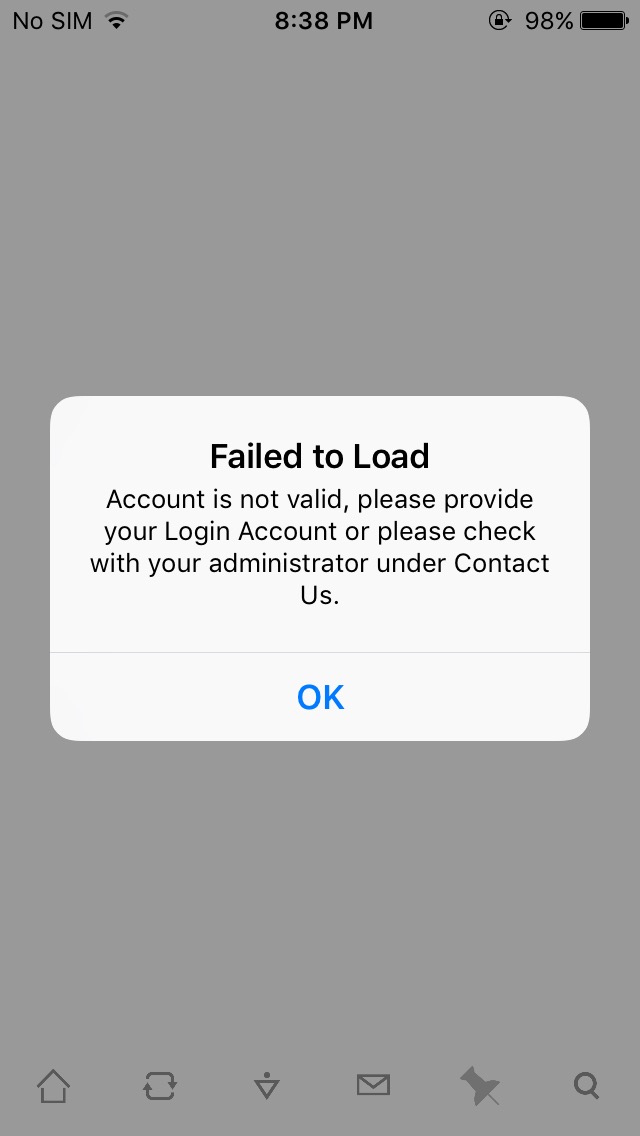 No SIM 8:38 PM 98%
Failed to Load
Account is not valid, please provide
your Login Account or please check
with your administrator under Contact
Us.
OK